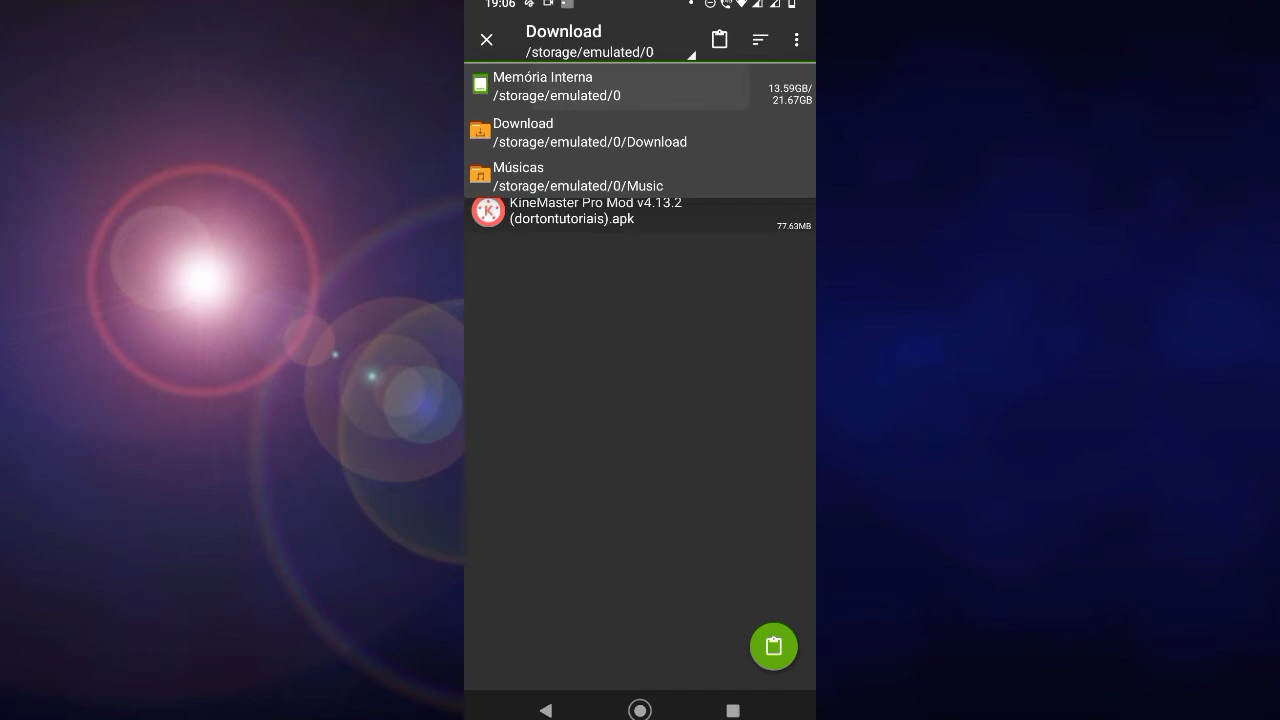 19:06
Download
/storage/emulated/0
Memória Interna
/storage/emulated/0
13.59GB/
21.67GB
Download
/storage/emulated/0/Download
Músicas
/storage/emulated/0/Music
KineMaster Pro Mod v4.13.2
(dortontutoriais).apk
77.63MB